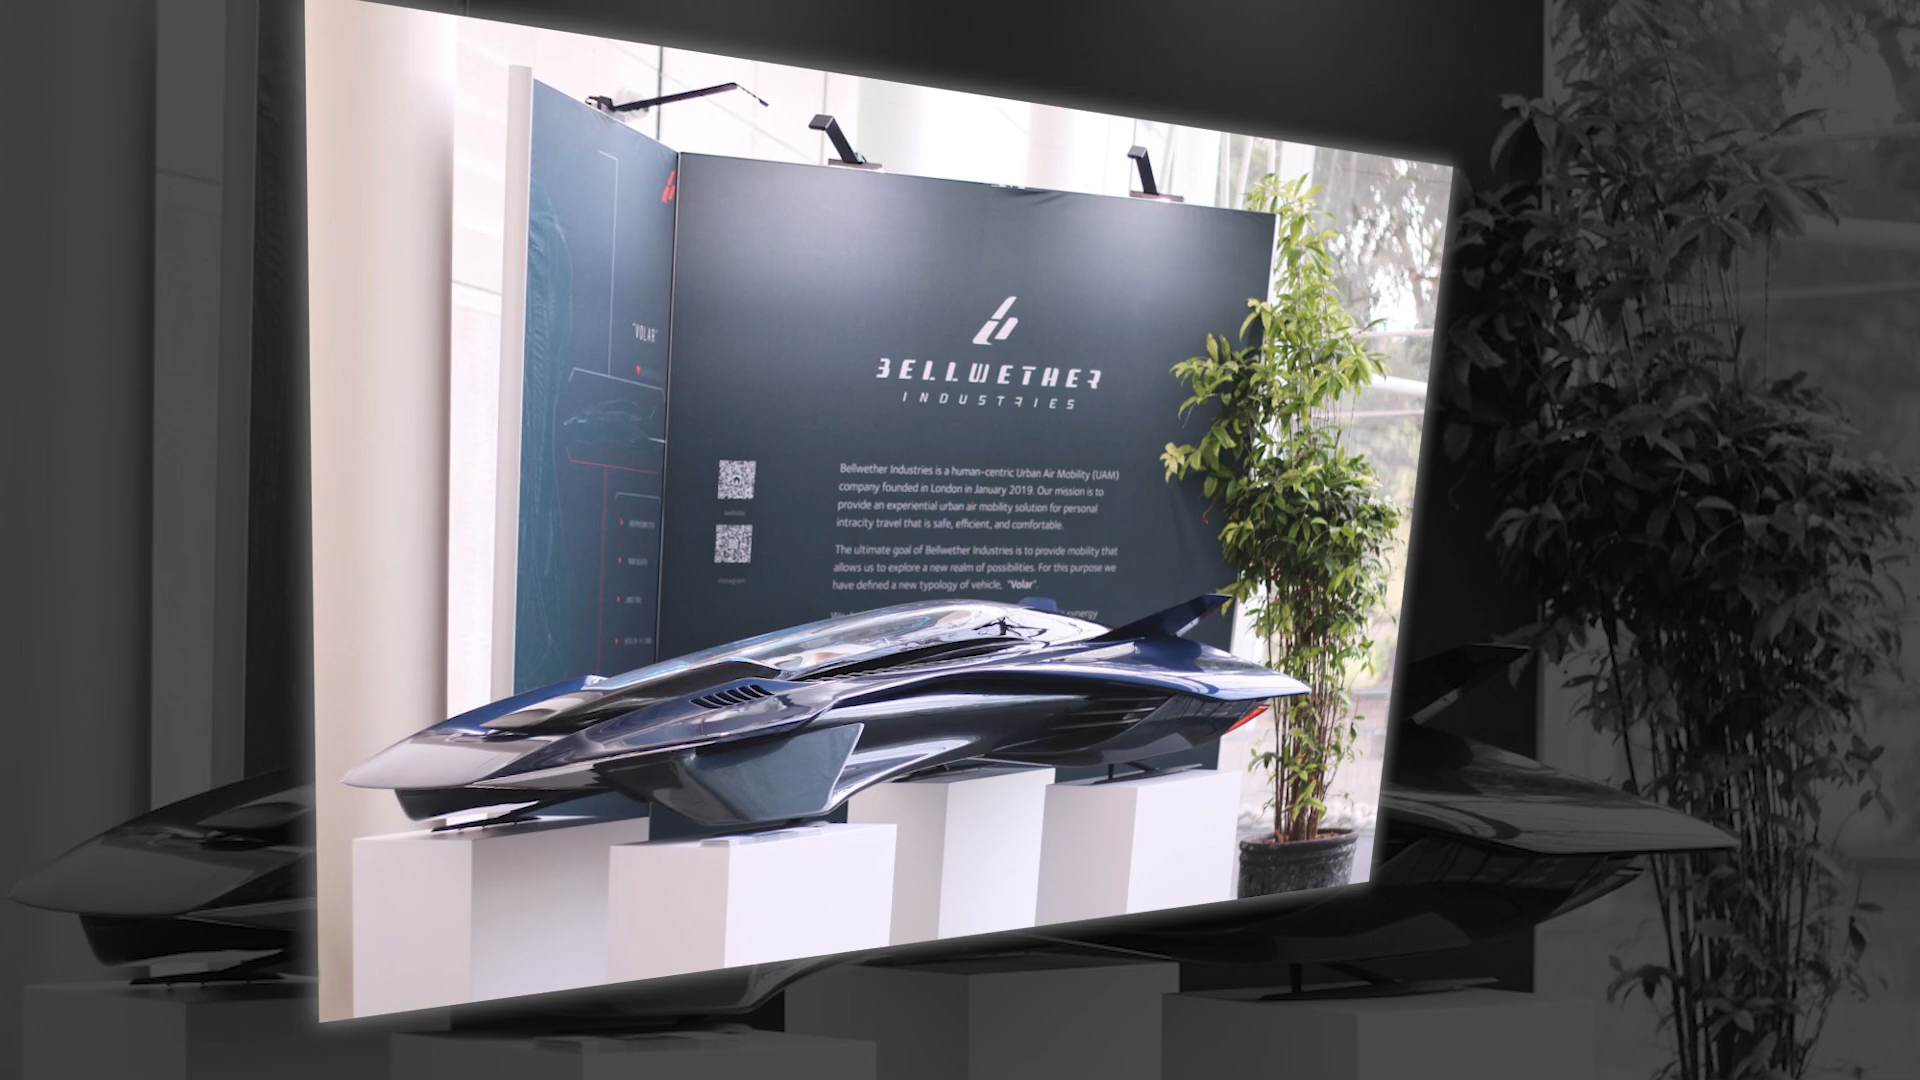 "VOLAR"
BELLWETHER
INDUSTRIES
Bellwether Industries is a human-centric Urban Air Mobility (UAM)
company founded in London in January 2019. Our mission is to
provide an experiential urban air mobility solution for personal
intracity travel that is safe, efficient, and comfortable.
The ultimate goal of Bellwether Industries is to provide mobility that
allows us to explore a new realm of possibilities. For this purpose we
have defined a new typology of vehicle, "Volar".
synergy